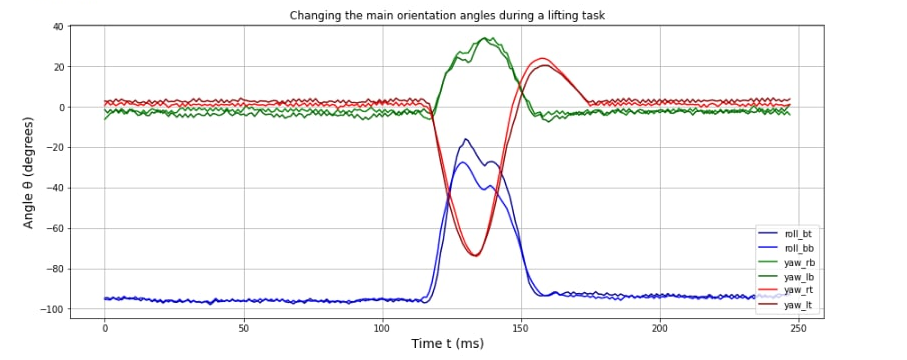 Changing the main orientation angles during a lifting task
40
20
0
−20
−40
−60
−80
−100
Angle θ (degrees)
0
50
100
150
200
250
Time t (ms)
roll_bt
roll_bb
yaw_rb
yaw_lb
yaw_rt
yaw_lt